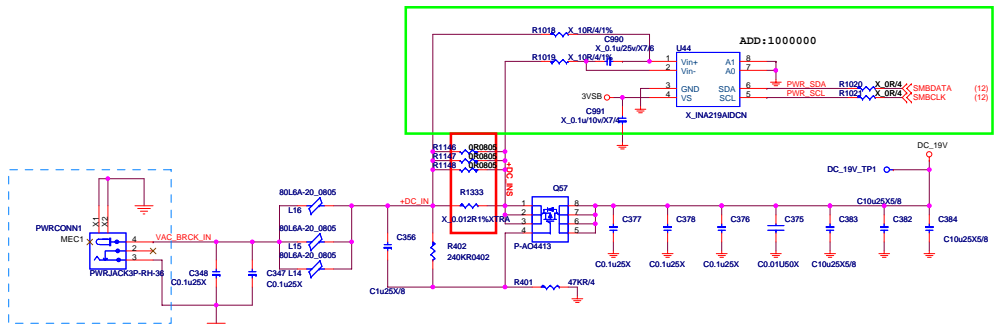 R1018 X_10R/4/1%
C990
X_0.1u/25v/X7/6
R1019 X_10R/4/1%
U44
ADD:1000000
1 Vin+ A1 8
2 Vin- A0 7
3 GND SDA 6
4 VS SCL 5
X_INA219AIDCN
3VSB
C991
X_0.1u/10v/X7/4
PWR_SDA R1020 X_0R/4 SMBDATA (12)
PWR_SCL R1021 X_0R/4 SMBCLK (12)
R1146 0R0805
R1147 0R0805
R1148 0R0805
+DC_INS
R1333
X_0.012R1%XTRA
+DC_IN
DC_19V
DC_19V_TP1
Q57
1 8
2 7
3 6
4 5
P-AO4413
80L6A-20_0805
L16
80L6A-20_0805
L15
80L6A-20_0805
L14
PWRCONN1
MEC1
X1
X2
4
2
3
PWRJACK3P-RH-36
VAC_BRCK_IN
C348
C0.1u25X
C347
C0.1u25X
C356
C1u25X/8
R402
240KR0402
R401 47KR/4
C377
C0.1u25X
C378
C0.1u25X
C376
C0.1u25X
C375
C0.01U50X
C383
C10u25X5/8
C382
C10u25X5/8
C384
C10u25X5/8